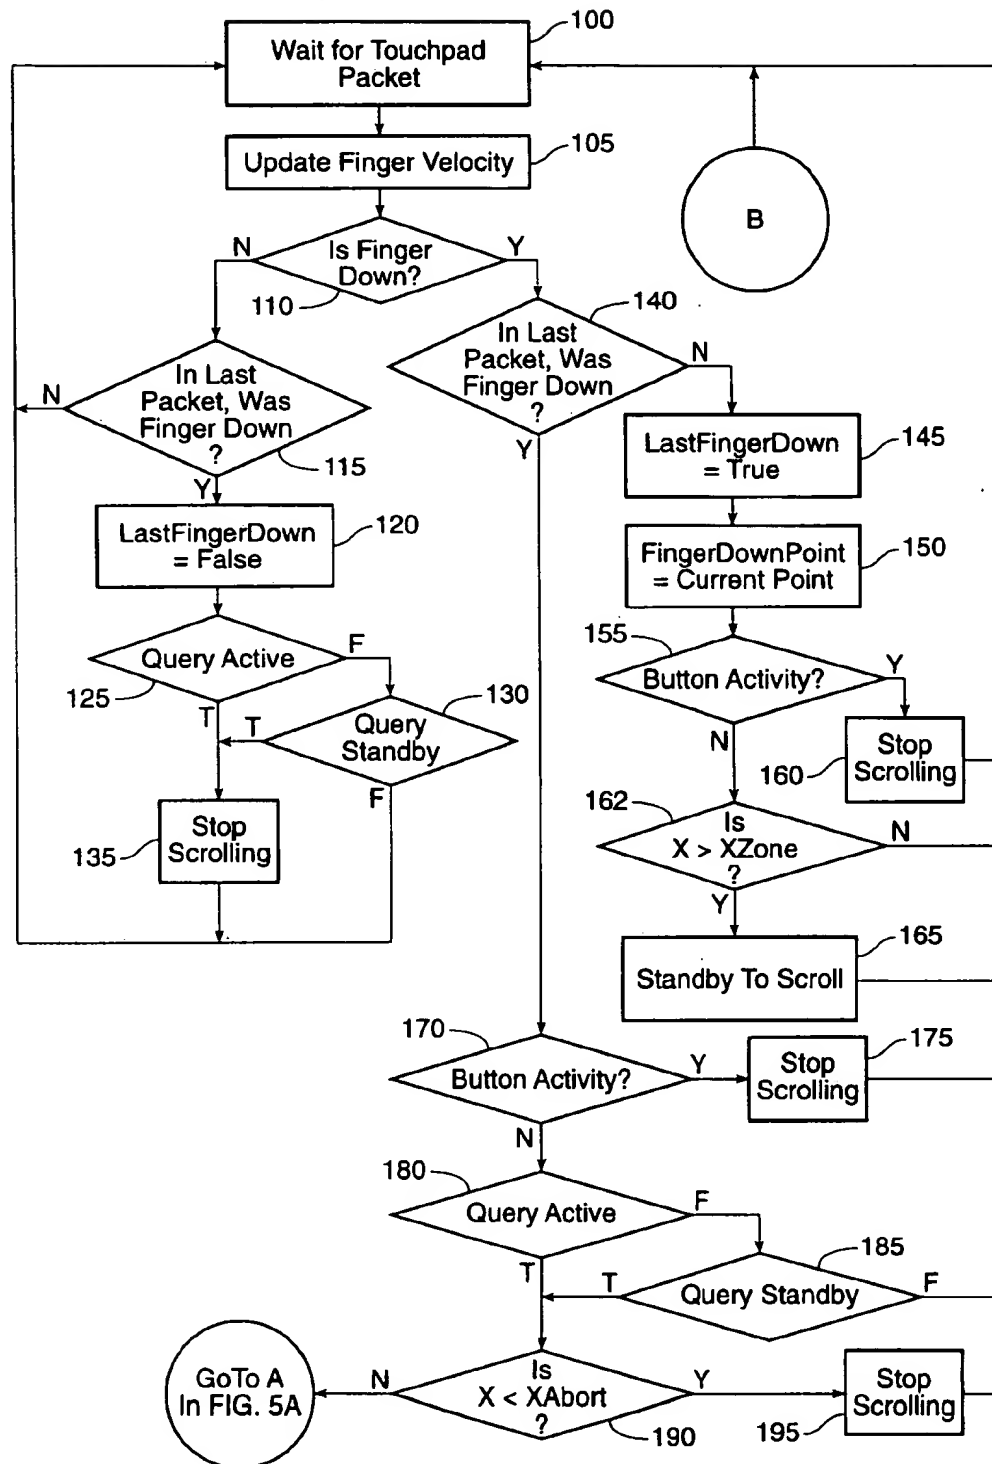 100
Wait for Touchpad
Packet
105
Update Finger Velocity
B
N
Is Finger
Down?
Y
110
140
In Last
Packet, Was
Finger Down
?
N
Y
N
In Last
Packet, Was
Finger Down
?
115
Y
145
LastFingerDown
= True
120
LastFingerDown
= False
150
FingerDownPoint
= Current Point
Query Active
F
125
T
130
Query
Standby
T
F
155
Button Activity?
Y
N
Stop
Scrolling
160
Stop
Scrolling
135
162
Is
X > XZone
?
N
Y
165
Standby To Scroll
170
Button Activity?
Y
N
175
Stop
Scrolling
180
Query Active
F
T
185
Query Standby
T
F
Is
X < XAbort
?
N
Y
190
GoTo A
In FIG. 5A
Stop
Scrolling
195